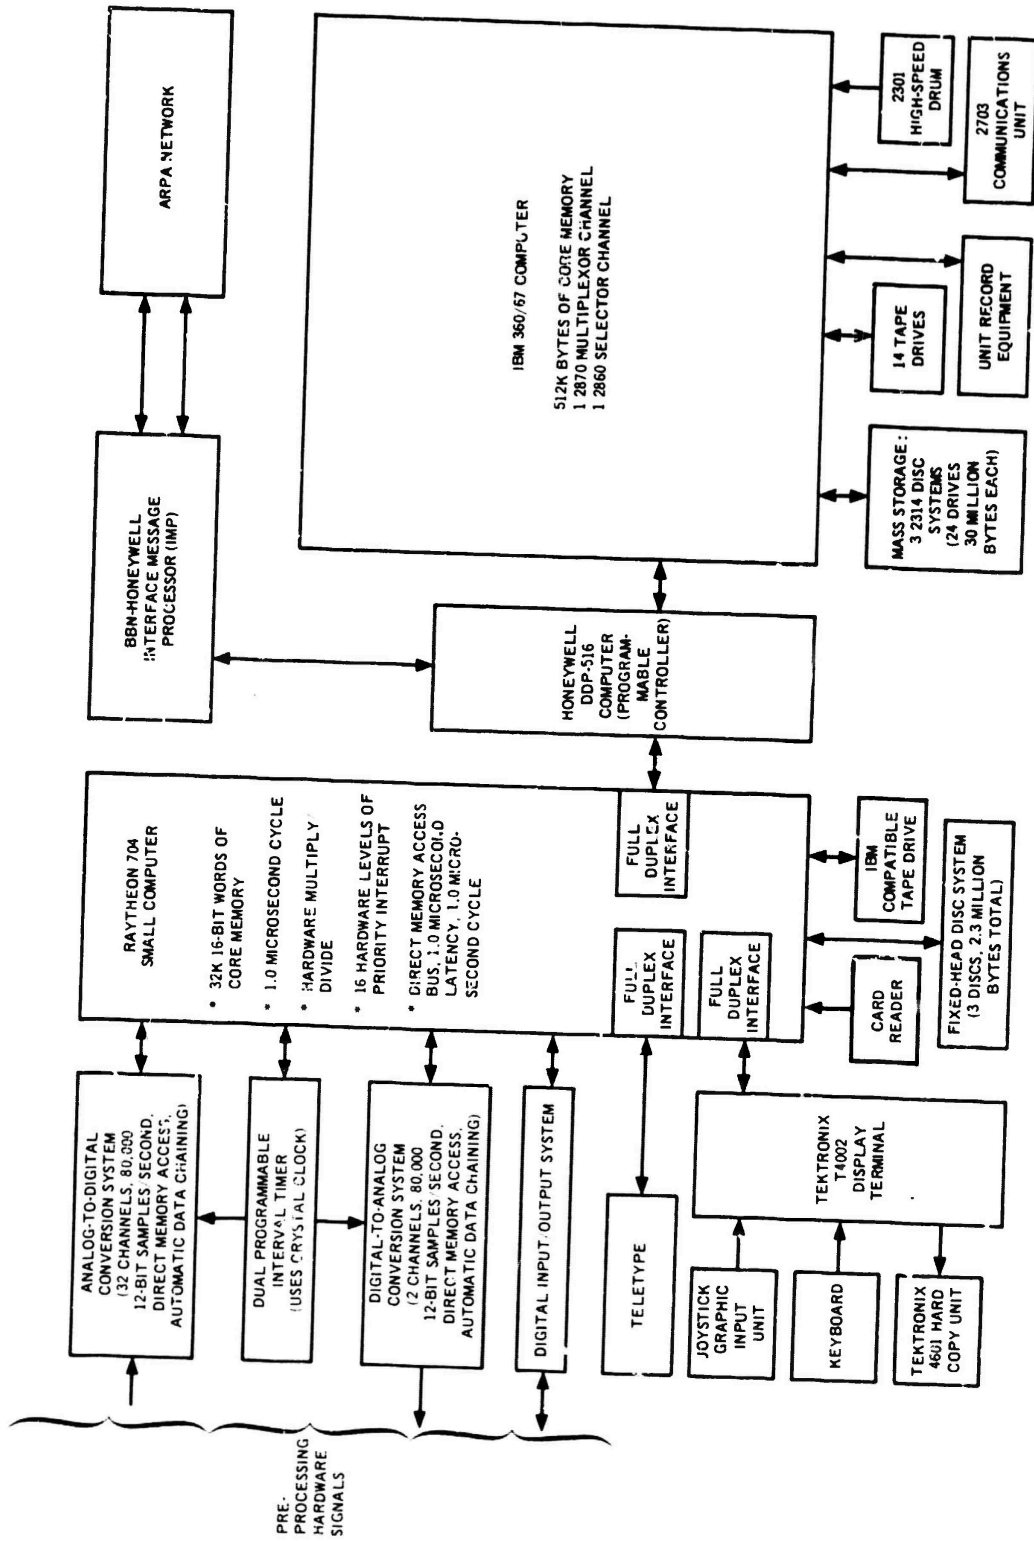 PRE-
PROCESSING
HARDWARE
SIGNALS
ANALOG-TO-DIGITAL
CONVERSION SYSTEM
(32 CHANNELS, 80,000
12-BIT SAMPLES/SECOND,
DIRECT MEMORY ACCESS,
AUTOMATIC DATA CHAINING)
DUAL PROGRAMMABLE
INTERVAL TIMER
(USES CRYSTAL CLOCK)
DIGITAL-TO-ANALOG
CONVERSION SYSTEM
(2 CHANNELS, 80,000
12-BIT SAMPLES/SECOND,
DIRECT MEMORY ACCESS,
AUTOMATIC DATA CHAINING)
DIGITAL INPUT/OUTPUT SYSTEM
TELETYPE
JOYSTICK
GRAPHIC
INPUT
UNIT
KEYBOARD
TEKTRONIX
4601 HARD
COPY UNIT
TEKTRONIX
T4002
DISPLAY
TERMINAL
RAYTHEON 704
SMALL COMPUTER
* 32K 16-BIT WORDS OF
CORE MEMORY
* 1.0 MICROSECOND CYCLE
* HARDWARE MULTIPLY/
DIVIDE
* 16 HARDWARE LEVELS OF
PRIORITY INTERRUPT
* DIRECT MEMORY ACCESS
BUS, 1.0 MICROSECOND
LATENCY, 1.0 MICRO-
SECOND CYCLE
FULL
DUPLEX
INTERFACE
FULL
DUPLEX
INTERFACE
FULL
DUPLEX
INTERFACE
CARD
READER
IBM
COMPATIBLE
TAPE DRIVE
FIXED-HEAD DISC SYSTEM
(3 DISCS, 2.3 MILLION
BYTES TOTAL)
BBN-HONEYWELL
INTERFACE MESSAGE
PROCESSOR (IMP)
ARPA NETWORK
HONEYWELL
DDP-516
COMPUTER
(PROGRAM-
MABLE
CONTROLLER)
IBM 360/67 COMPUTER
512K BYTES OF CORE MEMORY
1 2870 MULTIPLEXOR CHANNEL
1 2860 SELECTOR CHANNEL
MASS STORAGE:
3 2314 DISC
SYSTEMS
(24 DRIVES
30 MILLION
BYTES EACH)
14 TAPE
DRIVES
UNIT RECORD
EQUIPMENT
2301
HIGH-SPEED
DRUM
2703
COMMUNICATIONS
UNIT